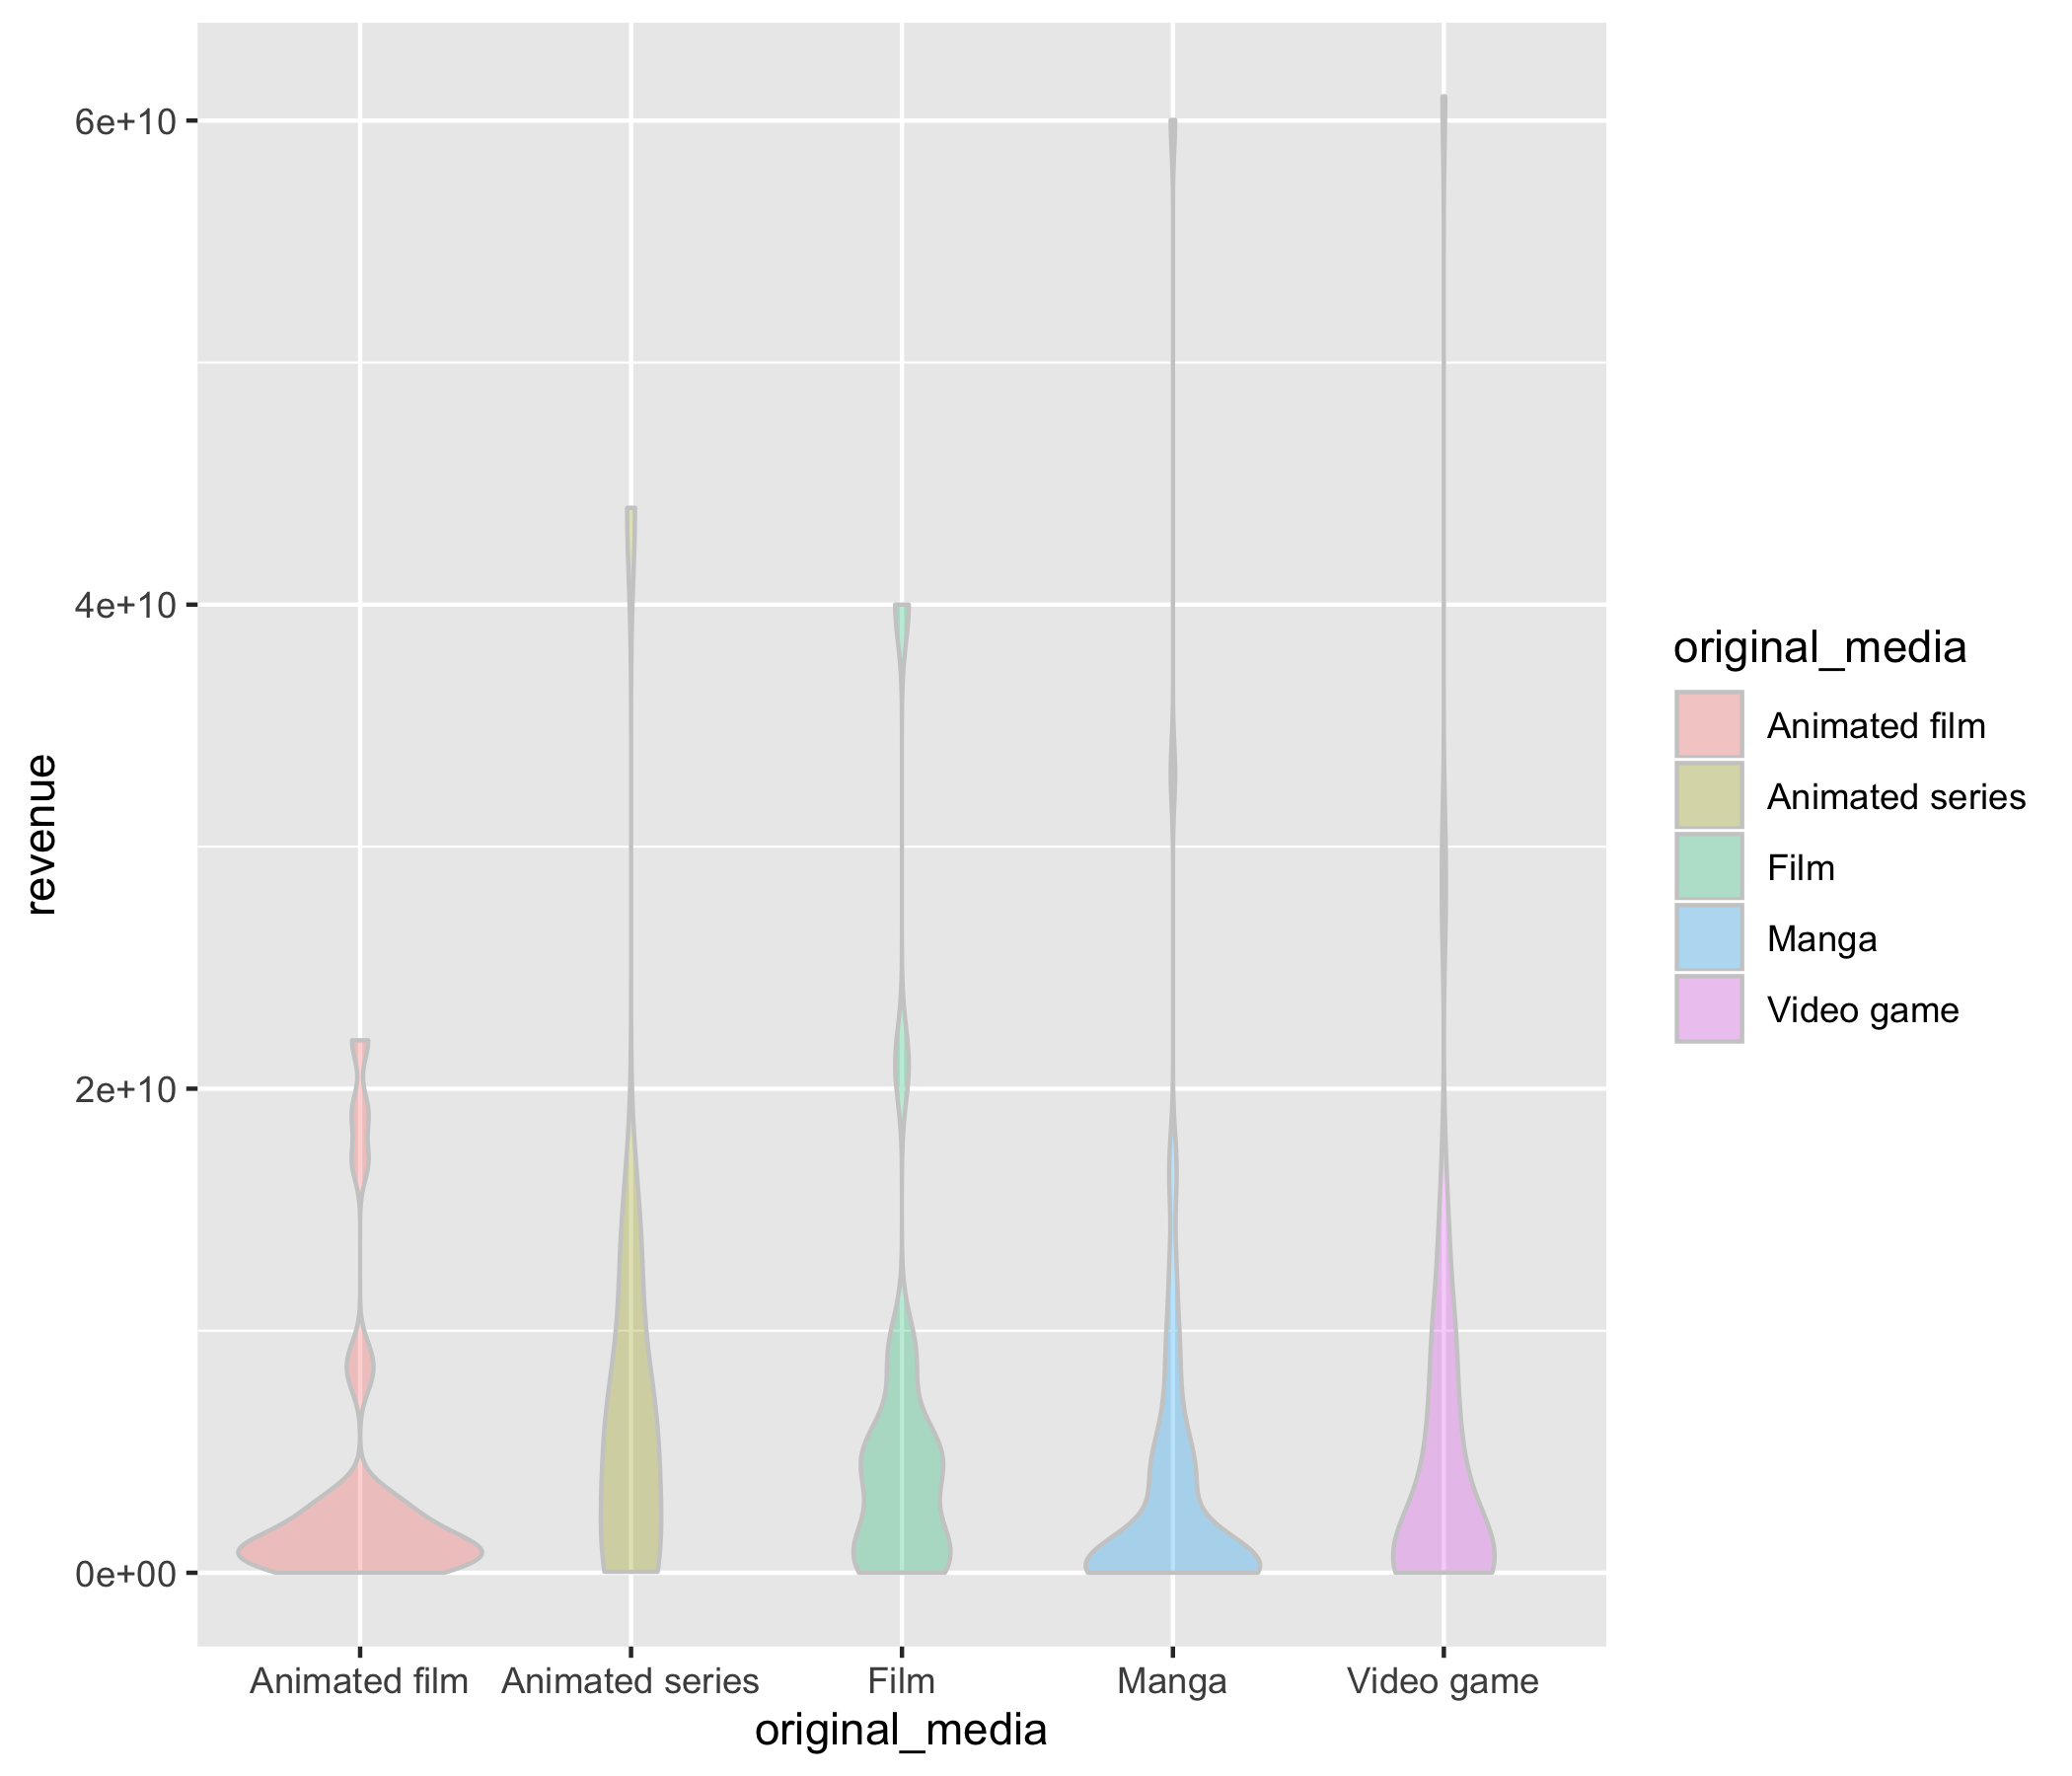 6e+10
4e+10
2e+10
0e+00
revenue
Animated film
Animated series
Film
Manga
Video game
original_media
original_media
Animated film
Animated series
Film
Manga
Video game